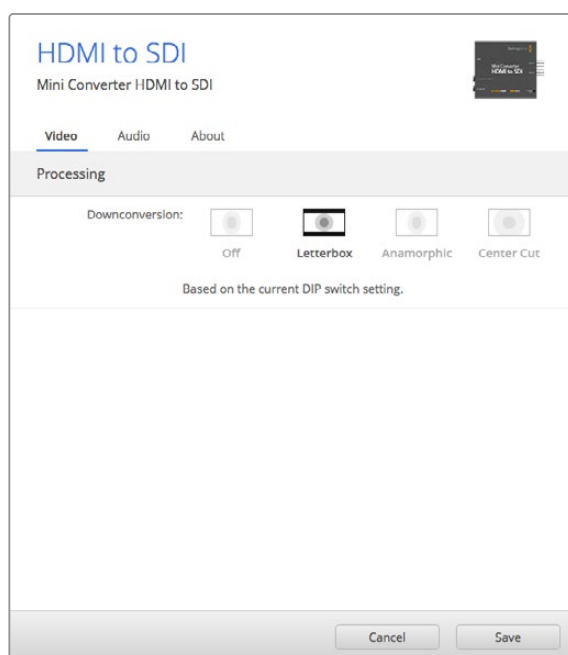 HDMI to SDI
Mini Converter HDMI to SDI
Video Audio About
Processing
Downconversion:
Off Letterbox Anamorphic Center Cut
Based on the current DIP switch setting.
Cancel Save